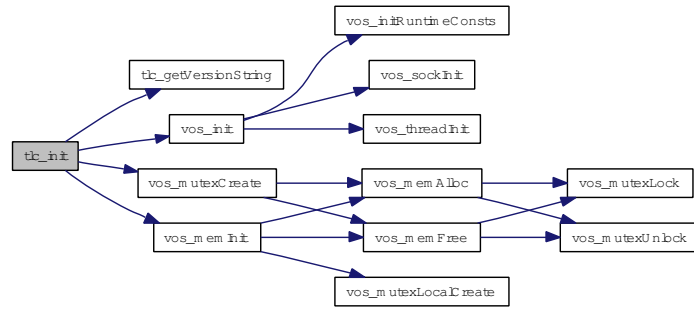 vos_initRuntimeConsts
tlc_getVersionString
vos_sockInit
vos_init
vos_threadInit
tlc_init
vos_mutexCreate
vos_memAlloc
vos_mutexLock
vos_memInit
vos_memFree
vos_mutexUnlock
vos_mutexLocalCreate